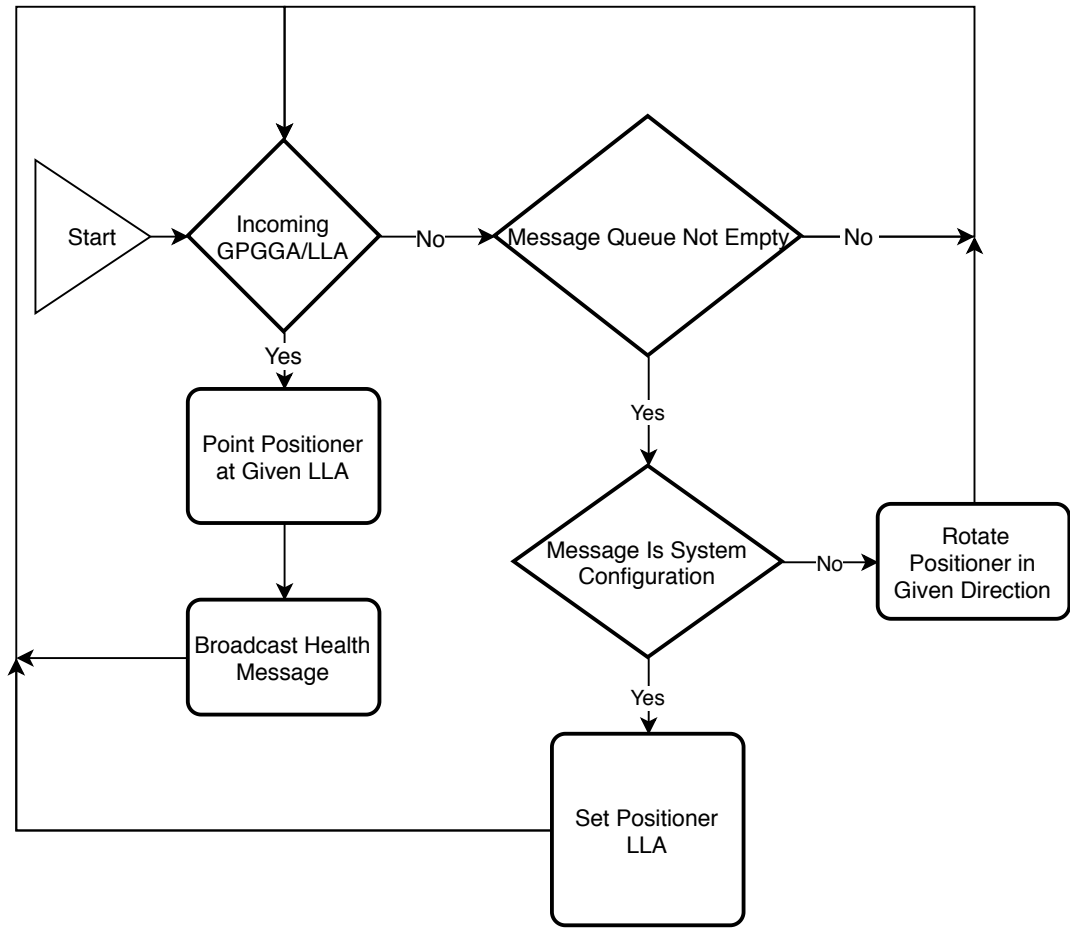 Start
Incoming
GPGGA/LLA
No
Message Queue Not Empty
No
Yes
Point Positioner
at Given LLA
Yes
Message Is System
Configuration
No
Rotate
Positioner in
Given Direction
Broadcast Health
Message
Yes
Set Positioner
LLA